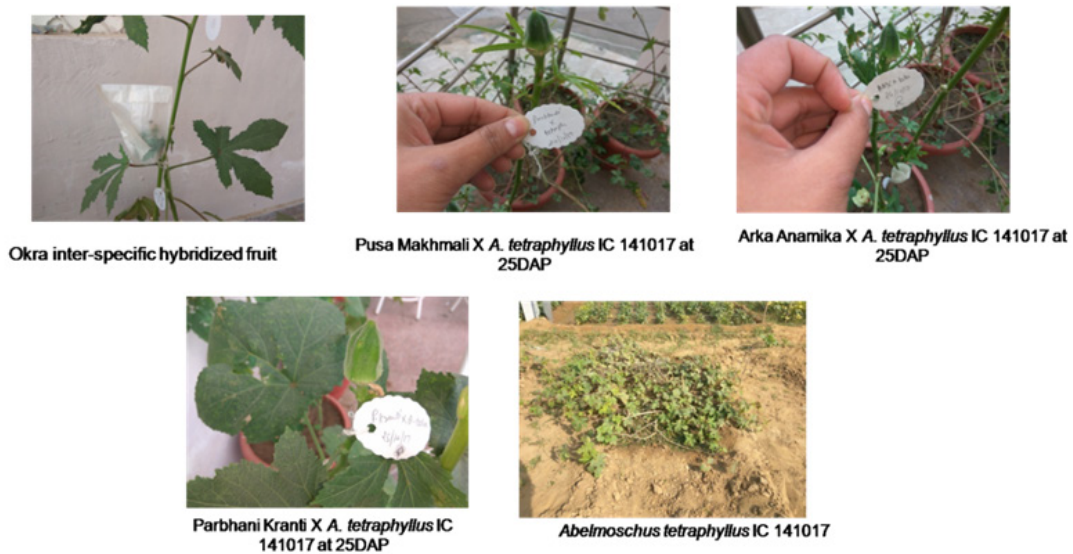 Okra inter-specific hybridized fruit
Pusa Makhmali X A. tetraphyllus IC 141017 at
25DAP
Arka Anamika X A. tetraphyllus IC 141017 at
25DAP
Parbhani Kranti X A. tetraphyllus IC
141017 at 25DAP
Abelmoschus tetraphyllus IC 141017